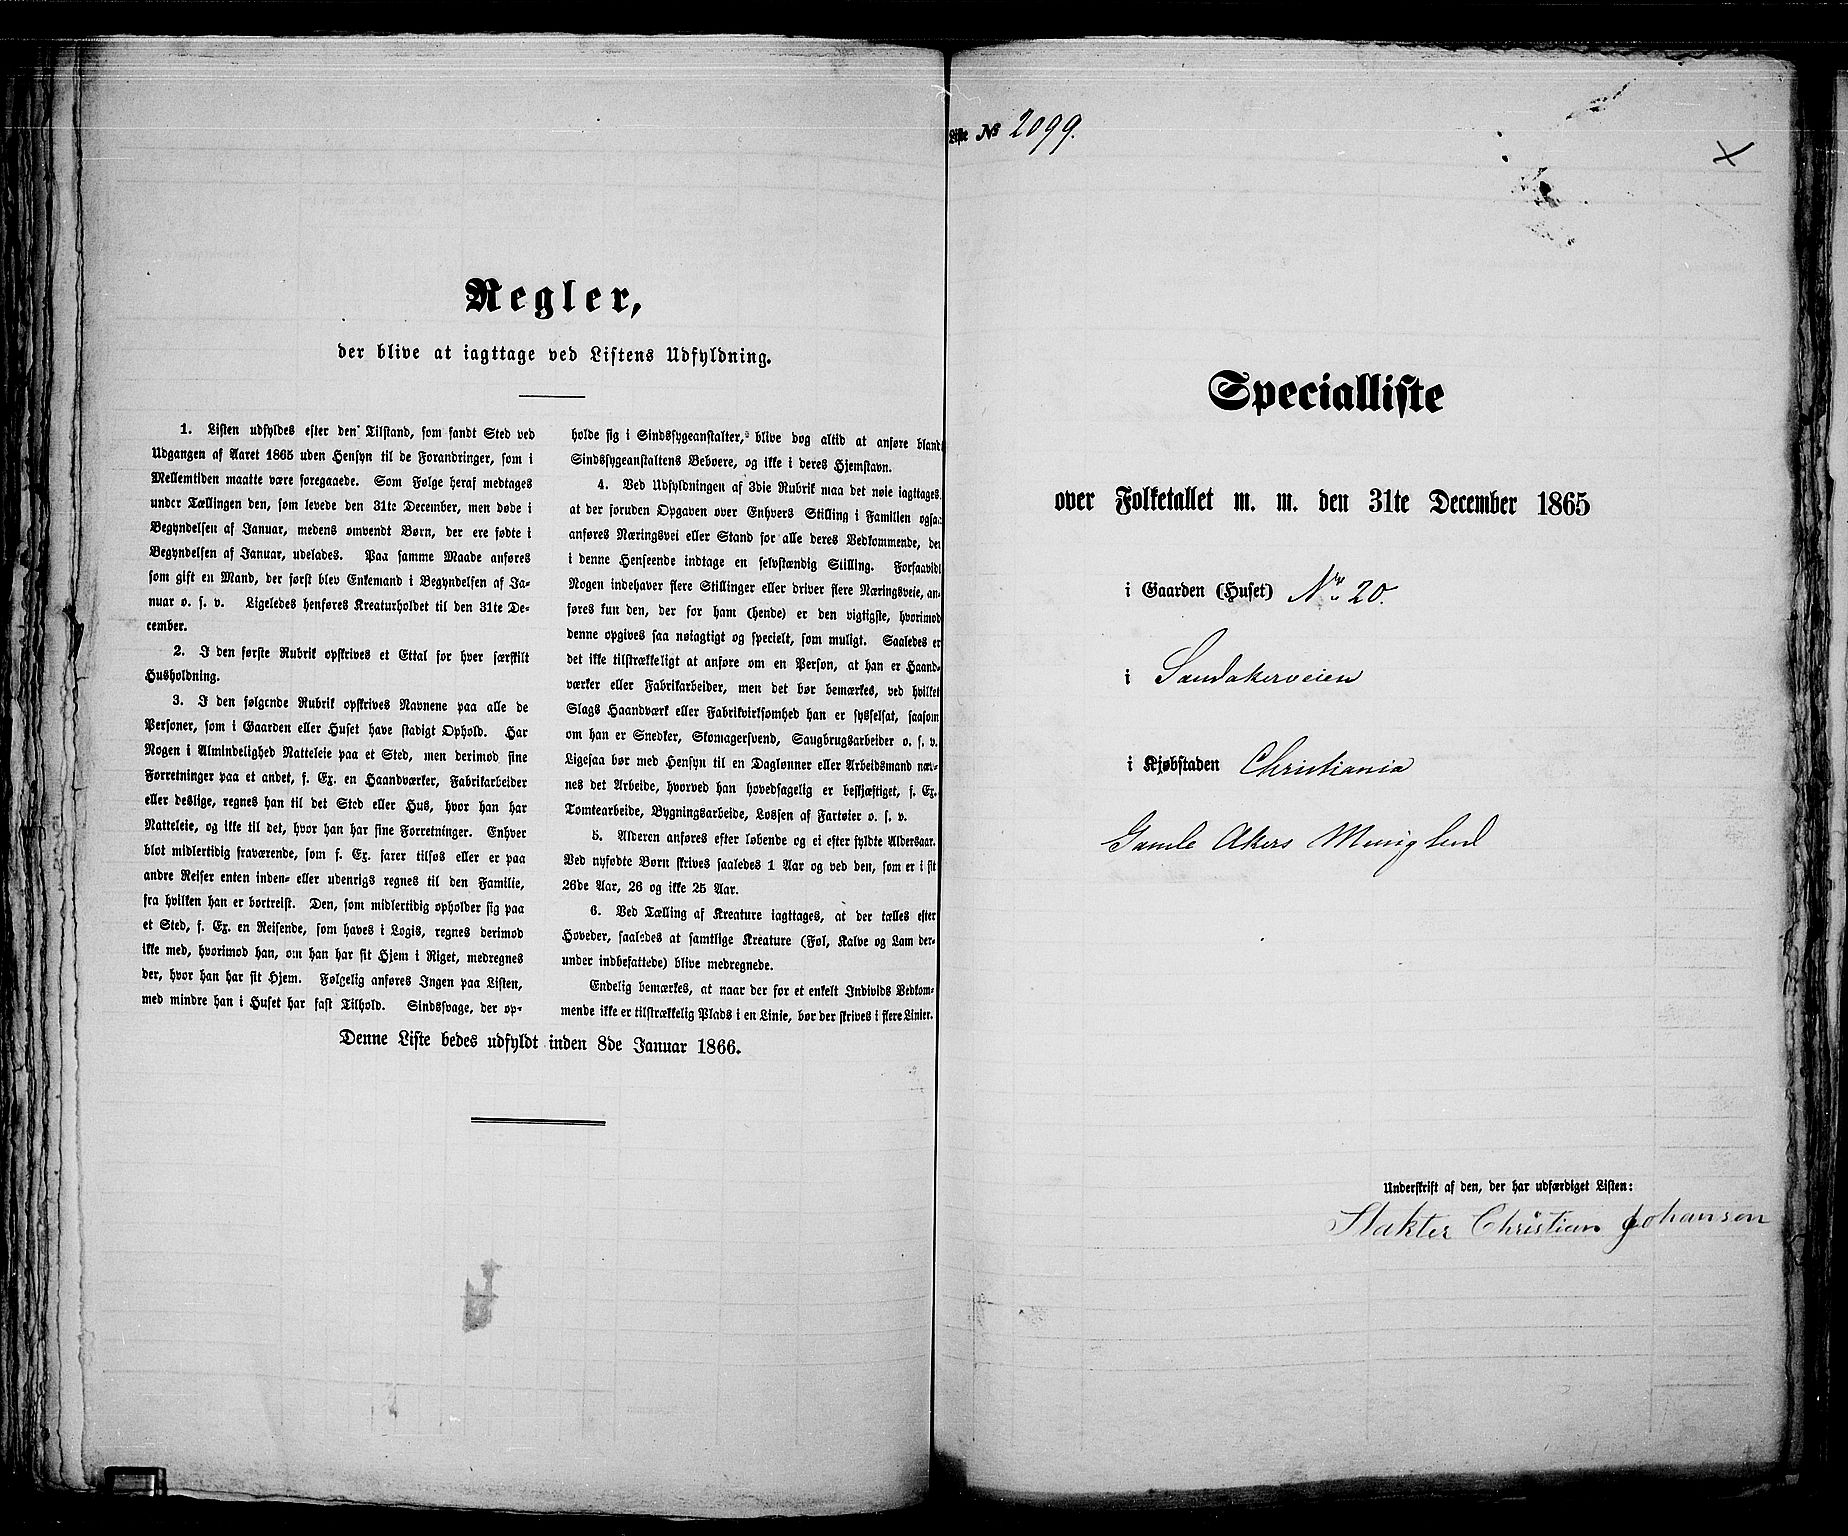 Regler,
der blive at iagttage ved Listens Udfyldning.
1. Listen udfyldes efter den Tilstand, som fandt Sted ved
Udgangen af Aaret 1865 uden Hensyn til de Forandringer, som i
Mellemtiden maatte være foregaaede. Som Følge heraf medtages
under Tællingen den, som levede den 31te December, men døde i
Begyndelsen af Januar, medens omvendt Børn, der ere fødte i
Begyndelsen af Januar, udelades. Paa samme Maade anføres
som gift en Mand, der først blev Enkemand i Begyndelsen af Ja-
nuar o. s. v. Ligeledes henføres Kreaturholdet til den 31te De-
cember.
2. I den første Rubrik opskrives et Ettal for hver særskilt
Husholdning.
3. I den følgende Rubrik opskrives Navnene paa alle de
Personer, som i Gaarden eller Huset have stadigt Ophold. Har
Nogen i Almindelighed Natteleie paa et Sted, men derimod sine
Forretninger paa et andet, f. Ex. en Haandværker, Fabrikarbeider
eller deslige, regnes han til det Sted eller Hus, hvor han har
Natteleie, og ikke til det, hvor han har sine Forretninger. Enhver
blot midlertidig fraværende, som f. Ex. farer tilsøs eller er paa
andre Reiser enten inden- eller udenrigs regnes til den Familie,
fra hvilken han er bortreist. Den, som midlertidig opholder sig paa
et Sted, f. Ex. en Reisende, som haves i Logis, regnes derimod
ikke med, hvorimod han, om han har sit Hjem i Riget, medregnes
der, hvor han har sit Hjem. Følgelig anføres Ingen paa Listen,
med mindre han i Huset har fast Tilhold. Sindssvage, der op-
holde sig i Sindssygeanstalter, blive dog altid at anføre blandt
Sindssygeanstaltens Beboere, og ikke i deres Hjemstavn.
4. Ved Udfyldningen af 3die Rubrik maa det nøie iagttages,
at der foruden Opgaven over Enhvers Stilling i Familien ogsaa
anføres Næringsvei eller Stand for alle deres Vedkommende, der
i denne Henseende indtage en selvstændig Stilling. Forsaavidt
Nogen indehaver flere Stillinger eller driver flere Næringsveie, an-
føres kun den, der for ham (hende) er den vigtigste, hvorimod
denne opgives saa nøiagtigt og specielt, som muligt. Saaledes er
det ikke tilstrækkeligt at anføre om en Person, at han er Haand-
værker eller Fabrikarbeider, men det bør bemærkes, ved hvilket
Slags Haandværk eller Fabrikvirksomhed han er sysselsat, saasom
om han er Snedker, Skomagersvend, Saugbrugsarbeider o. s. v.
Ligesaa bør med Hensyn til en Daglønner eller Arbeidsmand næv-
nes det Arbeide, hvorved han hovedsagelig er beskjæftiget, f. Ex.
Tomtearbeide, Bygningsarbeide, Lossen af Fartøier o. s. v.
5. Alderen anføres efter løbende og ei efter fyldte Aldersaar.
Ved nyfødte Børn skrives saaledes 1 Aar og ved den, som er i sit
26de Aar, 26 og ikke 25 Aar.
6. Ved Tælling af Kreature iagttages, at der tælles efter
Hoveder, saaledes at samtlige Kreature (Føl, Kalve og Lam der-
under indbefattede) blive medregnede.
Endelig bemærkes, at naar der for et enkelt Individs Vedkom-
mende ikke er tilstrækkelig Plads i en Linie, bør der skrives i flere Linier.
Denne Liste bedes udfyldt inden 8de Januar 1866.
Liste № 2099.
Specialliste
over Folketallet m. m. den 31te December 1865
i Gaarden (Huset) No 20.
i Sandakerveien
i Kjøbstaden Christiania
Gamle Akers Menighed
Underskrift af den, der har udfærdiget Listen:
Slakter Christian Johansen